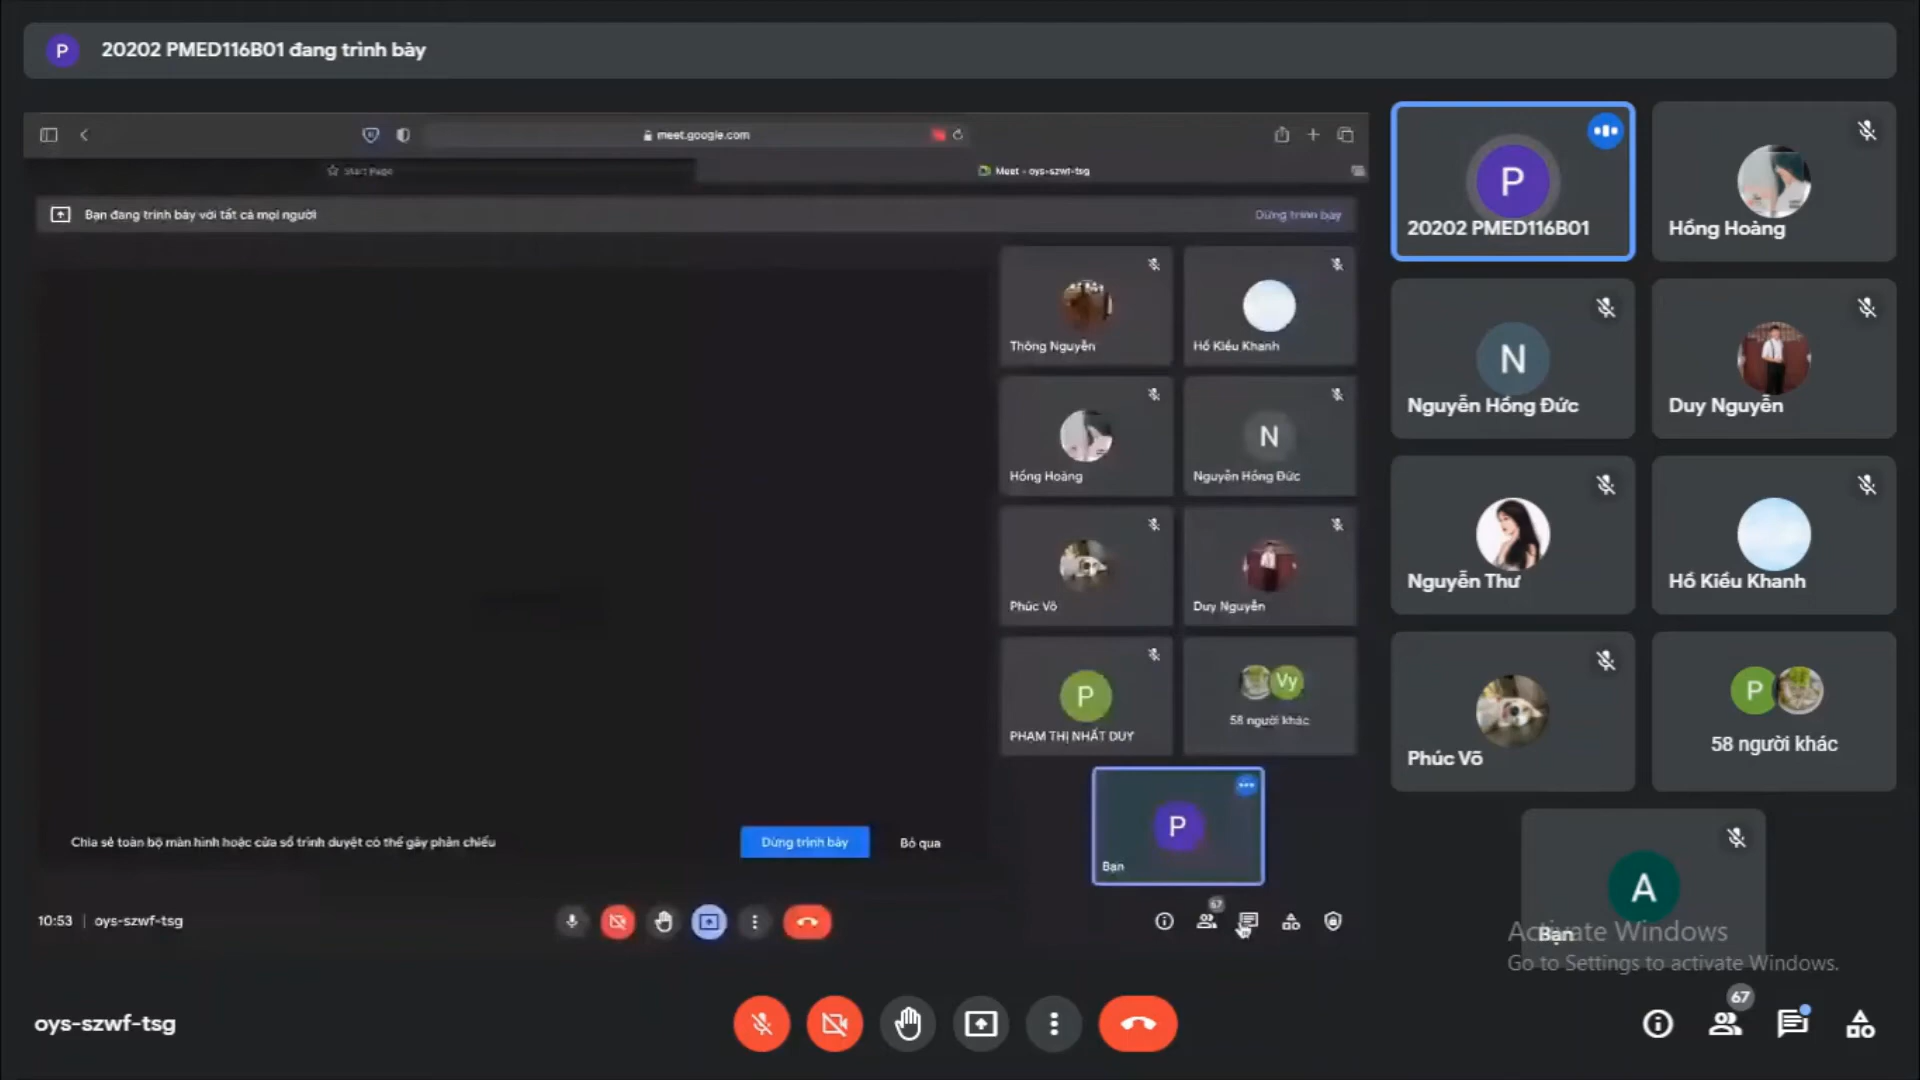 P 20202 PMED116B01 đang trình bày
meet.google.com
Start Page
Meet - oys-szwf-tsg
Bạn đang trình bày với tất cả mọi người
Dừng trình bày
Thông Nguyễn
Hồ Kiều Khanh
Hồng Hoàng
N
Nguyễn Hồng Đức
Phúc Võ
Duy Nguyễn
P
PHẠM THỊ NHẤT DUY
Vy
58 người khác
P
Bạn
Chia sẻ toàn bộ màn hình hoặc cửa sổ trình duyệt có thể gây phản chiếu
Dừng trình bày
Bỏ qua
10:53 | oys-szwf-tsg
67
P
20202 PMED116B01
Hồng Hoàng
N
Nguyễn Hồng Đức
Duy Nguyễn
Nguyễn Thư
Hồ Kiều Khanh
Phúc Võ
P
58 người khác
A
Bạn
Activate Windows
Go to Settings to activate Windows.
oys-szwf-tsg
67